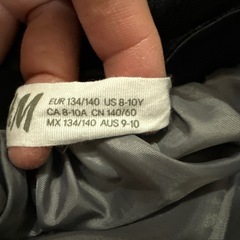 M
EUR 134/140 US 8-10Y
CA 8-10A CN 140/60
MX 134/140 AUS 9-10